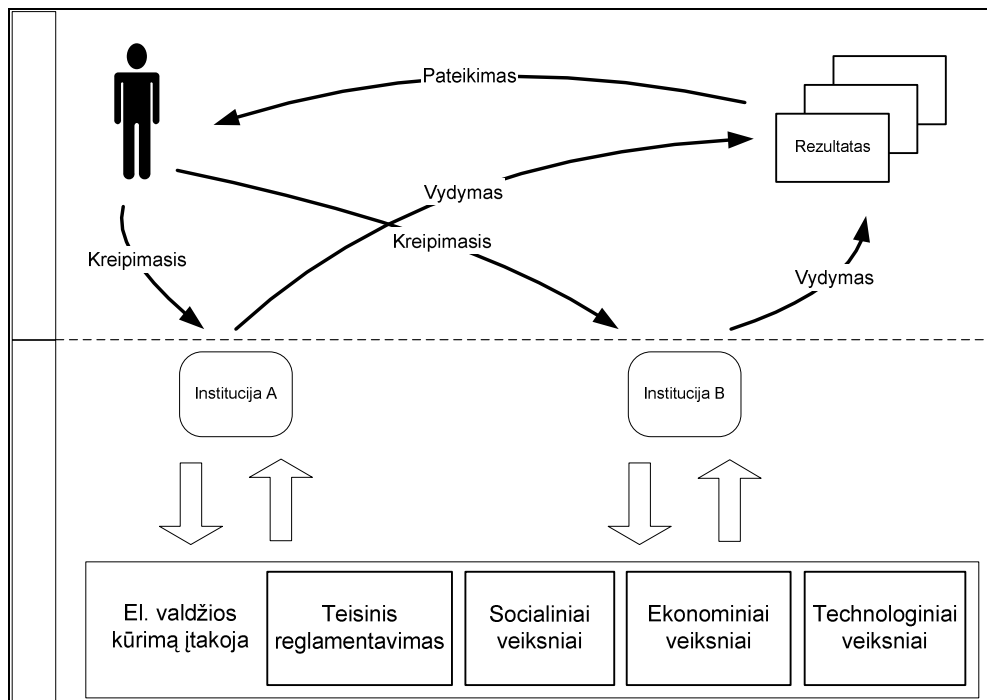 Pateikimas
Rezultatas
Vydymas
Kreipimasis
Kreipimasis
Vydymas
Institucija A
Institucija B
El. valdžios
kūrimą įtakoja
Teisinis
reglamentavimas
Socialiniai
veiksniai
Ekonominiai
veiksniai
Technologiniai
veiksniai